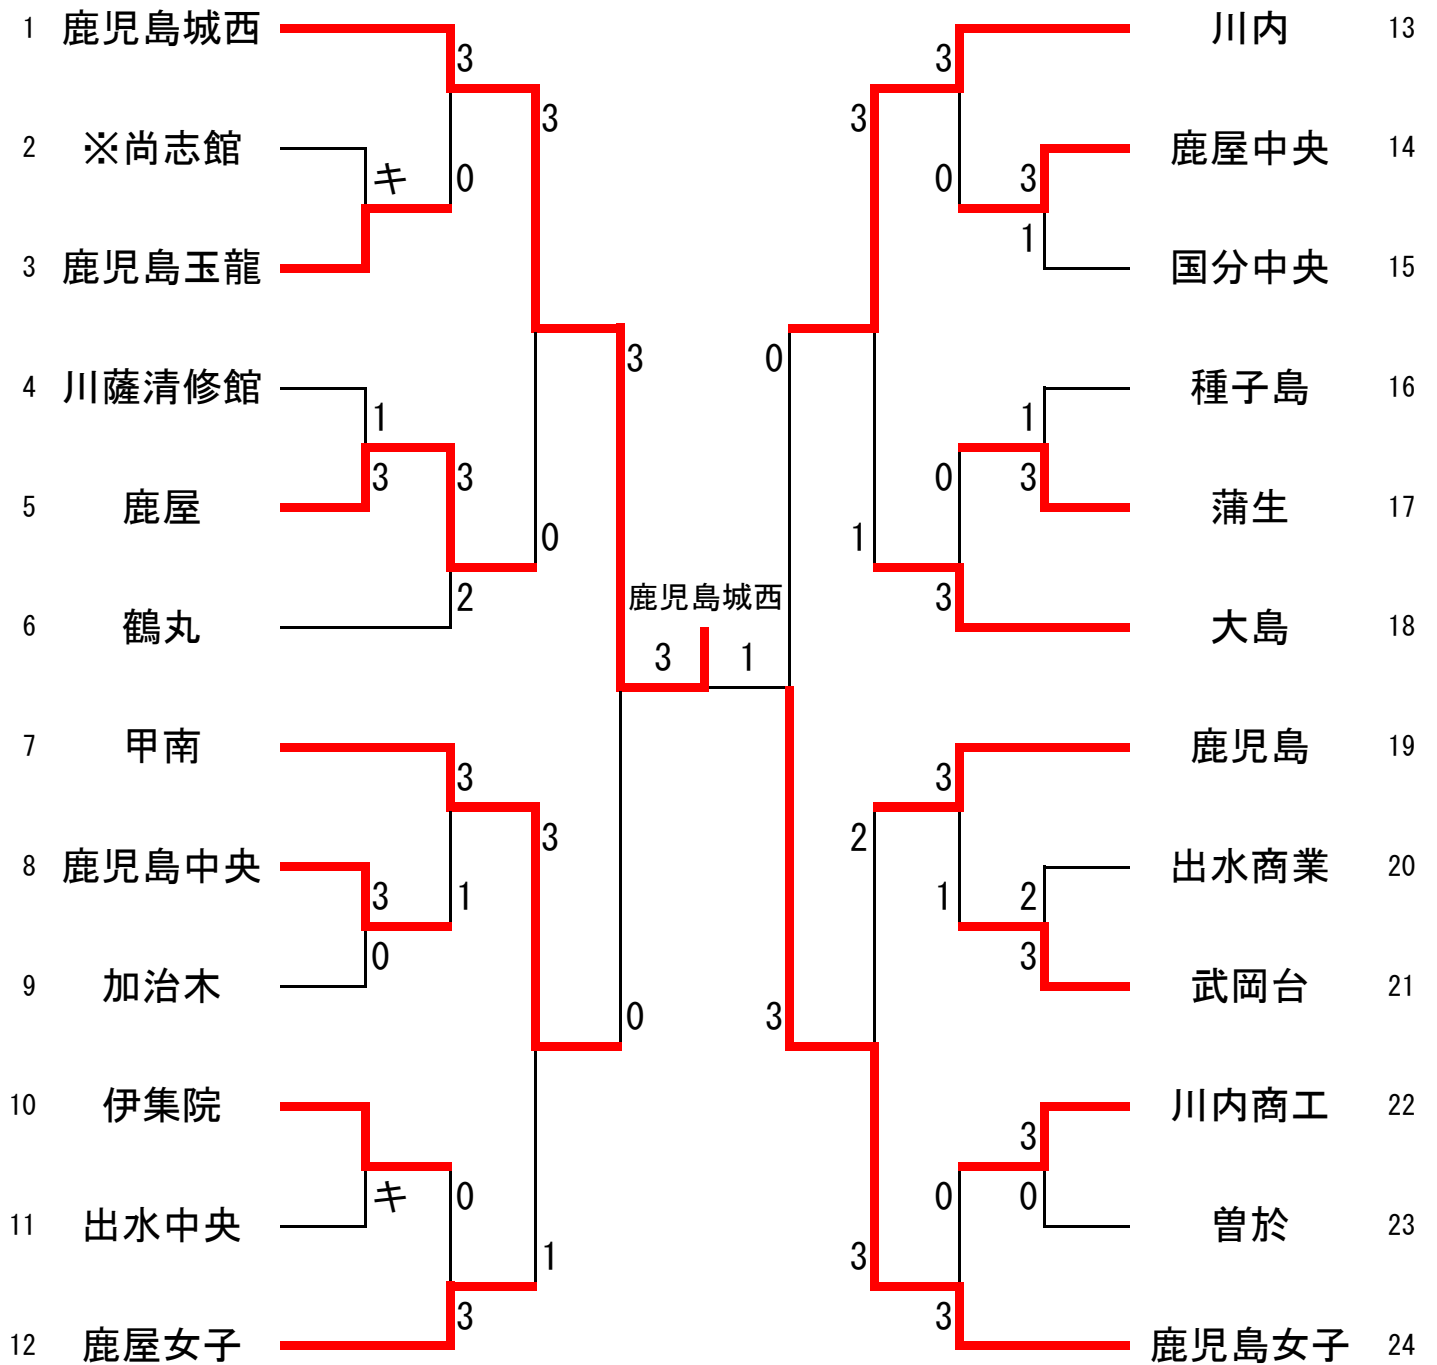 1 鹿児島城西
3
2 ※尚志館
キ
0
3 鹿児島玉龍
3
4 川薩清修館
1
3
5 鹿屋
3
0
2
6 鶴丸
3
7 甲南
3
8 鹿児島中央
3
1
0
9 加治木
3
0
10 伊集院
キ
0
11 出水中央
1
3
12 鹿屋女子
鹿児島城西
3 1
川内 13
3
3
鹿屋中央 14
0
3
1
国分中央 15
0
種子島 16
1
0
3
蒲生 17
1
3
大島 18
鹿児島 19
3
2
出水商業 20
1
2
3
武岡台 21
3
川内商工 22
3
0
0
曽於 23
3
3
鹿児島女子 24